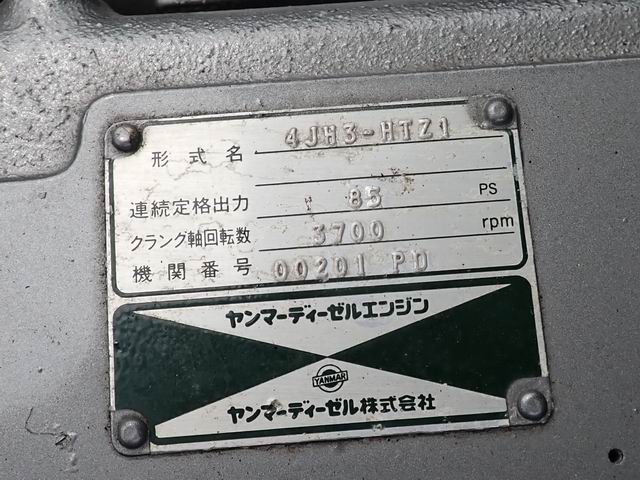 形式名 4JH3-HTZ1
連続定格出力 85 PS
クランク軸回転数 3700 rpm
機関番号 00201 PD
ヤンマーディーゼルエンジン
YANMAR
ヤンマーディーゼル株式会社